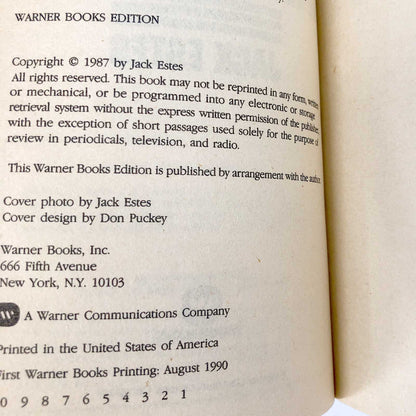 WARNER BOOKS EDITION
Copyright © 1987 by Jack Estes
All rights reserved. This book may not be reprinted in any form, written
or mechanical, or be programmed into any electronic or storage
retrieval system without the express written permission of the publisher,
with the exception of short passages used solely for the purpose of
review in periodicals, television, and radio.
This Warner Books Edition is published by arrangement with the author.
Cover photo by Jack Estes
Cover design by Don Puckey
Warner Books, Inc.
666 Fifth Avenue
New York, N.Y. 10103
W A Warner Communications Company
Printed in the United States of America
First Warner Books Printing: August 1990
0 9 8 7 6 5 4 3 2 1